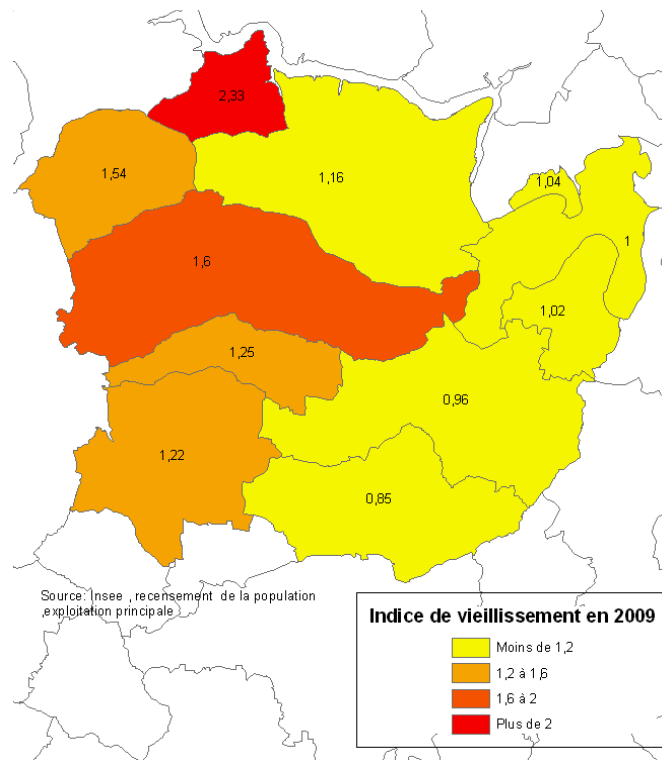 2,33
1,54
1,16
1,04
1
1,6
1,02
1,25
0,96
1,22
0,85
Source: Insee , recensement de la population
,exploitation principale
Indice de vieillissement en 2009
Moins de 1,2
1,2 à 1,6
1,6 à 2
Plus de 2